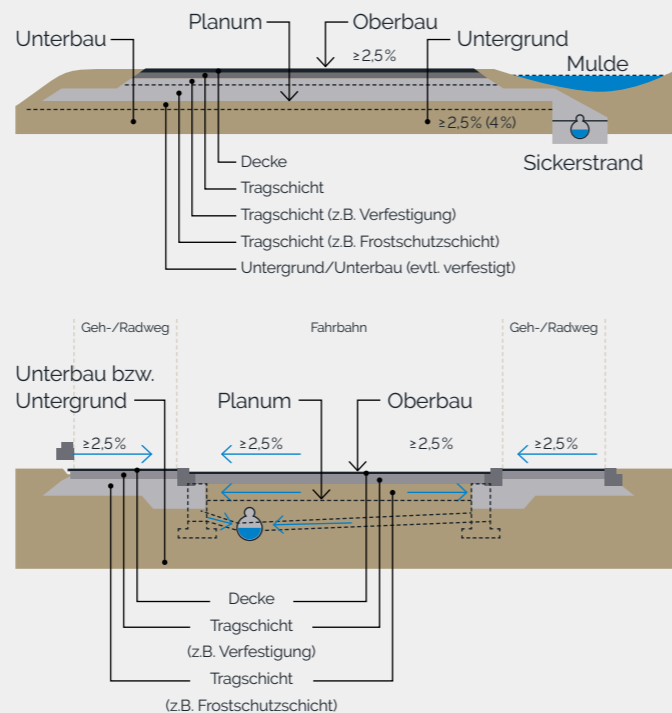 Planum
Oberbau
Unterbau
Untergrund
≥2,5%
Mulde
≥2,5% (4%)
Sickerstrand
Decke
Tragschicht
Tragschicht (z.B. Verfestigung)
Tragschicht (z.B. Frostschutzschicht)
Untergrund/Unterbau (evtl. verfestigt)
Geh-/Radweg
Fahrbahn
Geh-/Radweg
Unterbau bzw.
Untergrund
Planum
Oberbau
≥2,5%
≥2,5%
≥2,5%
≥2,5%
Decke
Tragschicht
(z.B. Verfestigung)
Tragschicht
(z.B. Frostschutzschicht)